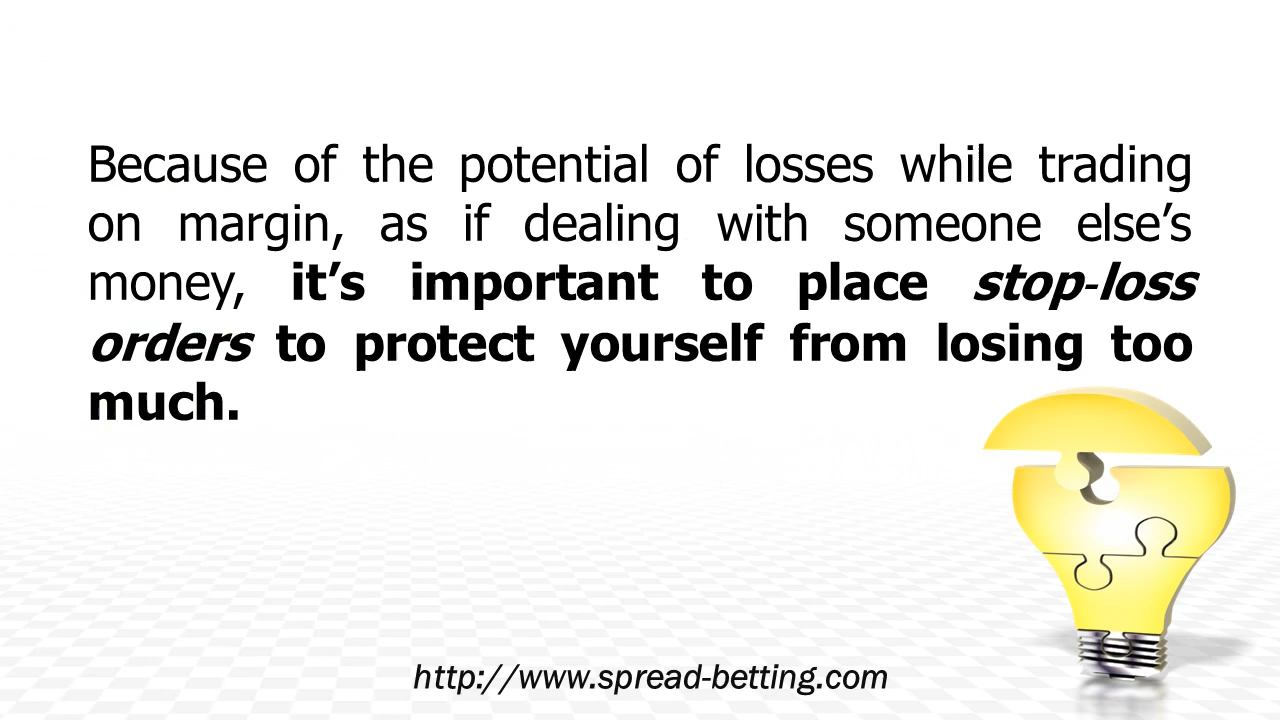 Because of the potential of losses while trading
on margin, as if dealing with someone else’s
money, it’s important to place stop-loss
orders to protect yourself from losing too
much.
http://www.spread-betting.com